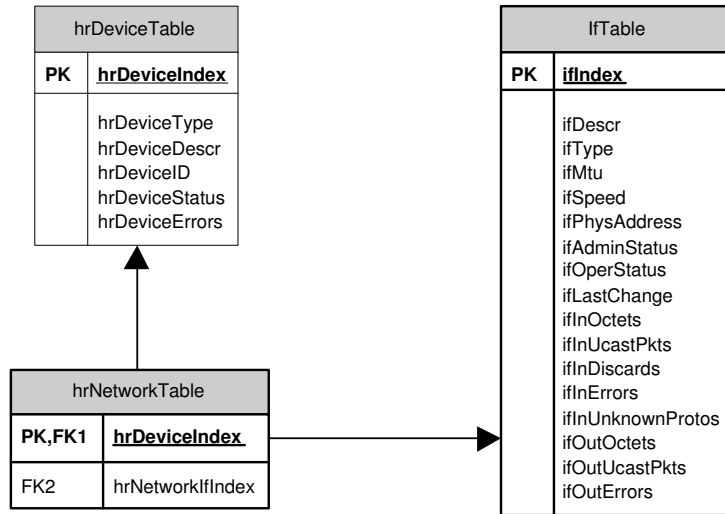 hrDeviceTable
PK hrDeviceIndex
hrDeviceType
hrDeviceDescr
hrDeviceID
hrDeviceStatus
hrDeviceErrors
hrNetworkTable
PK,FK1 hrDeviceIndex
FK2 hrNetworkIfIndex
IfTable
PK ifIndex
ifDescr
ifType
ifMtu
ifSpeed
ifPhysAddress
ifAdminStatus
ifOperStatus
ifLastChange
ifInOctets
ifInUcastPkts
ifInDiscards
ifInErrors
ifInUnknownProtos
ifOutOctets
ifOutUcastPkts
ifOutErrors